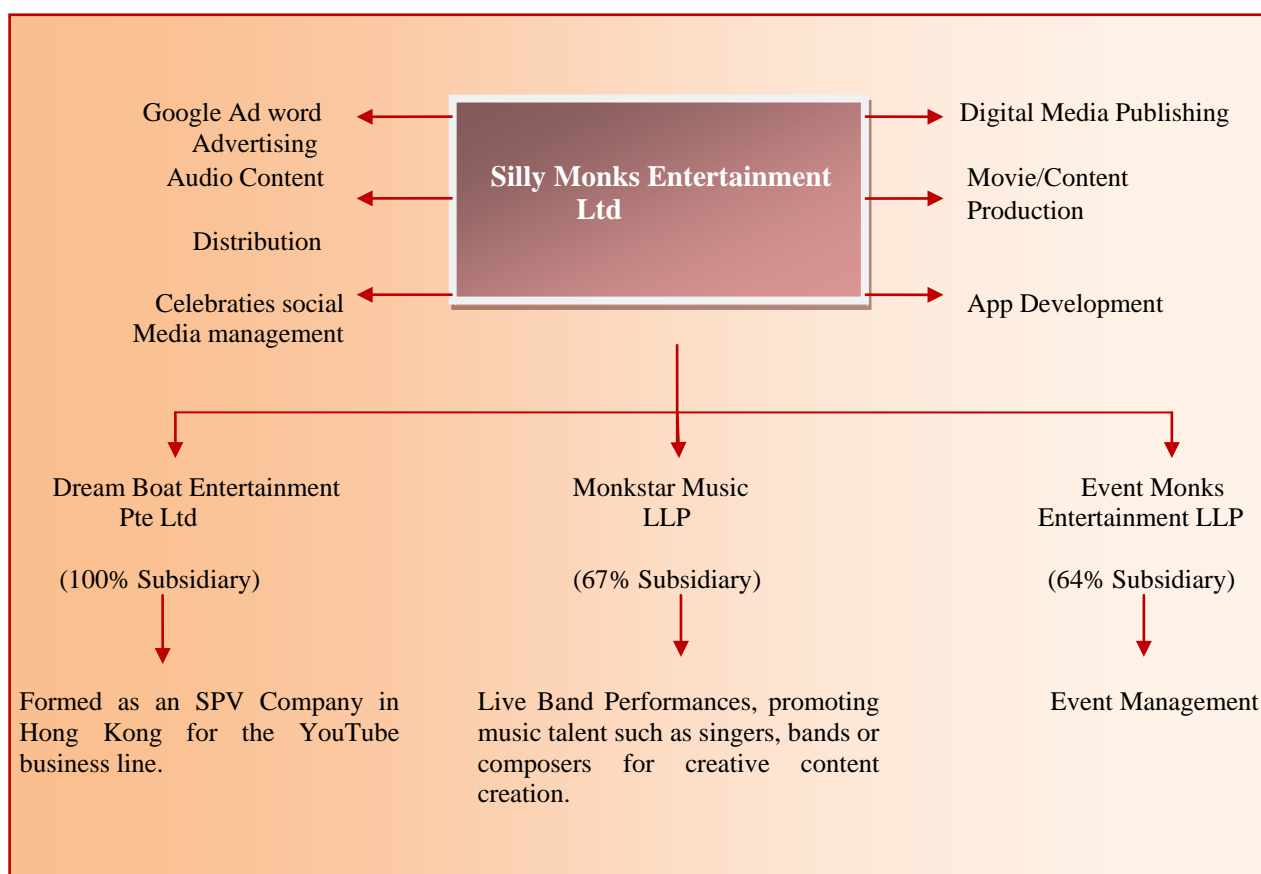 Google Ad word
Advertising
Audio Content
Distribution
Celebraties social
Media management
Silly Monks Entertainment
Ltd
Digital Media Publishing
Movie/Content
Production
App Development
Dream Boat Entertainment
Pte Ltd
(100% Subsidiary)
Monkstar Music
LLP
(67% Subsidiary)
Event Monks
Entertainment LLP
(64% Subsidiary)
Formed as an SPV Company in
Hong Kong for the YouTube
business line.
Live Band Performances, promoting
music talent such as singers, bands or
composers for creative content
creation.
Event Management